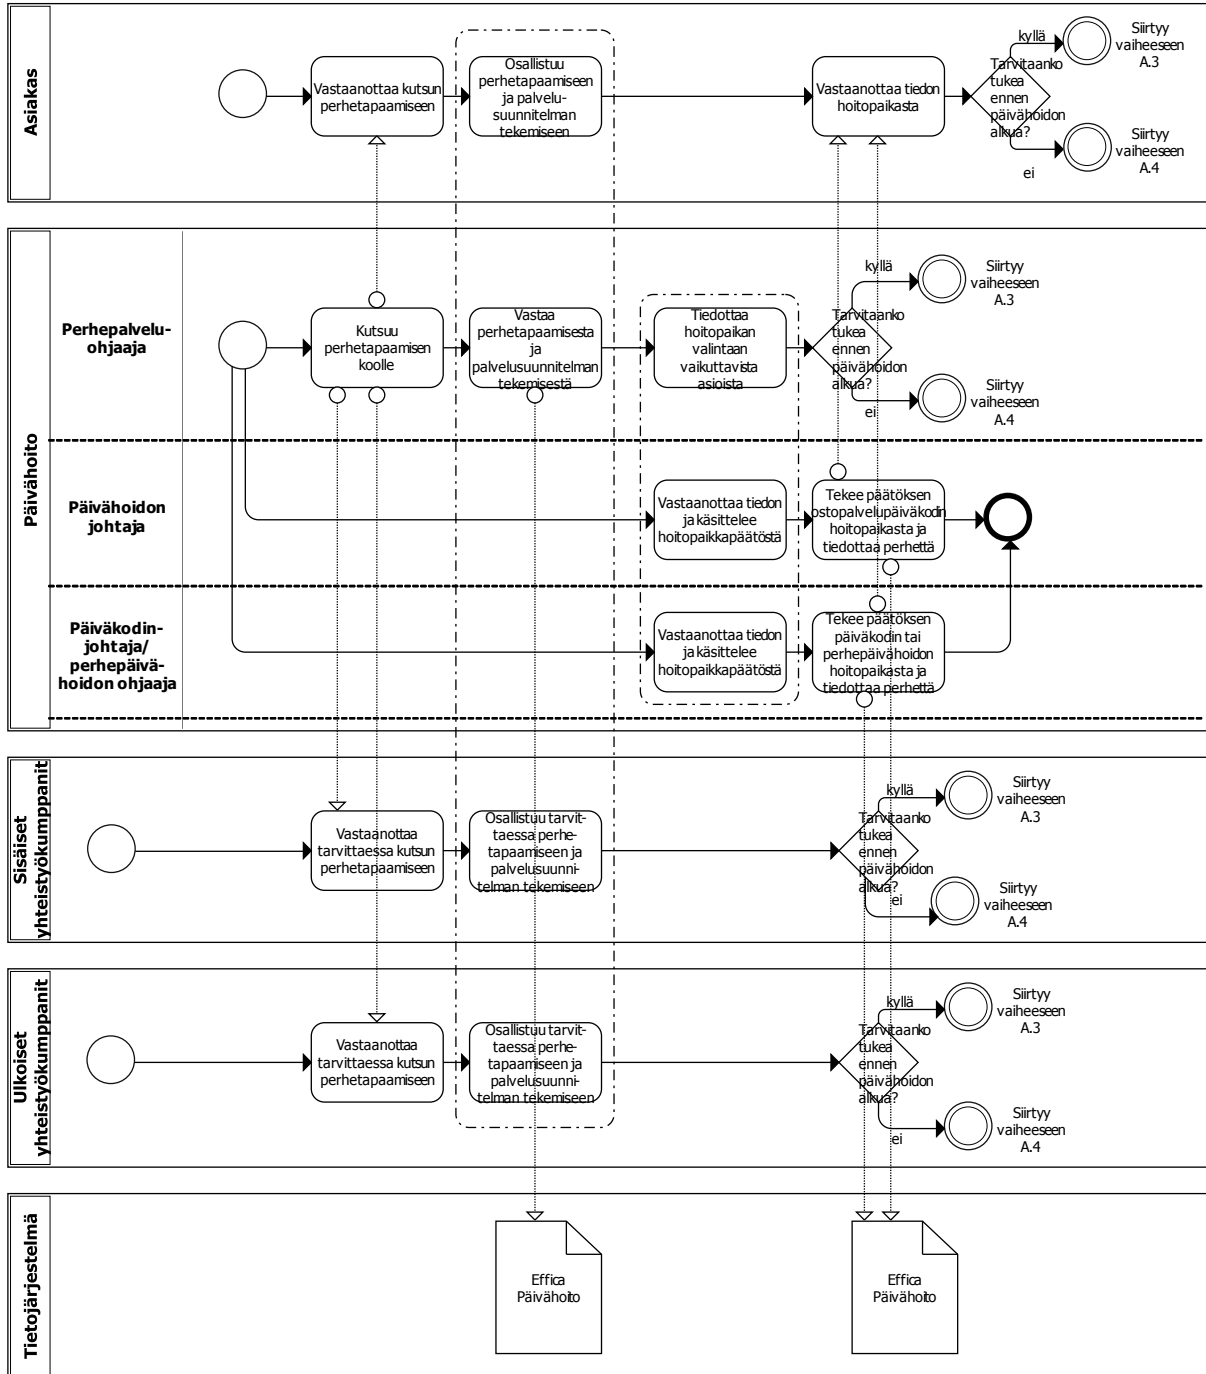 Asiakas
Vastaanottaa kutsun
perhetapaamiseen
Osallistuu
perhetapaamiseen
ja palvelu-
suunnitelman
tekemiseen
Vastaanottaa tiedon
hoitopaikasta
Tarvitaanko
tukea
ennen
päivähoidon
alkua?
kyllä
Siirtyy
vaiheeseen
A.3
ei
Siirtyy
vaiheeseen
A.4
Päivähoito
Perhepalvelu-
ohjaaja
Kutsuu
perhetapaamisen
koolle
Vastaa
perhetapaamisesta
ja
palvelusuunnitelman
tekemisestä
Tiedottaa
hoitopaikan
valintaan
vaikuttavista
asioista
Tarvitaanko
tukea
ennen
päivähoidon
alkua?
kyllä
Siirtyy
vaiheeseen
A.3
ei
Siirtyy
vaiheeseen
A.4
Päivähoidon
johtaja
Vastaanottaa tiedon
ja käsittelee
hoitopaikkapäätöstä
Tekee päätöksen
ostopalvelupäiväkodin
hoitopaikasta ja
tiedottaa perhettä
Päiväkodin-
johtaja/
perhepäivä-
hoidon ohjaaja
Vastaanottaa tiedon
ja käsittelee
hoitopaikkapäätöstä
Tekee päätöksen
päiväkodin tai
perhepäivähoidon
hoitopaikasta ja
tiedottaa perhettä
Sisäiset
yhteistyökumppanit
Vastaanottaa
tarvittaessa kutsun
perhetapaamiseen
Osallistuu tarvit-
taessa perhe-
tapaamiseen ja
palvelusuunni-
telman tekemiseen
Tarvitaanko
tukea
ennen
päivähoidon
alkua?
kyllä
Siirtyy
vaiheeseen
A.3
ei
Siirtyy
vaiheeseen
A.4
Ulkoiset
yhteistyökumppanit
Vastaanottaa
tarvittaessa kutsun
perhetapaamiseen
Osallistuu tarvit-
taessa perhe-
tapaamiseen ja
palvelusuunni-
telman tekemiseen
Tarvitaanko
tukea
ennen
päivähoidon
alkua?
kyllä
Siirtyy
vaiheeseen
A.3
ei
Siirtyy
vaiheeseen
A.4
Tietojärjestelmä
Effica
Päivähoito
Effica
Päivähoito